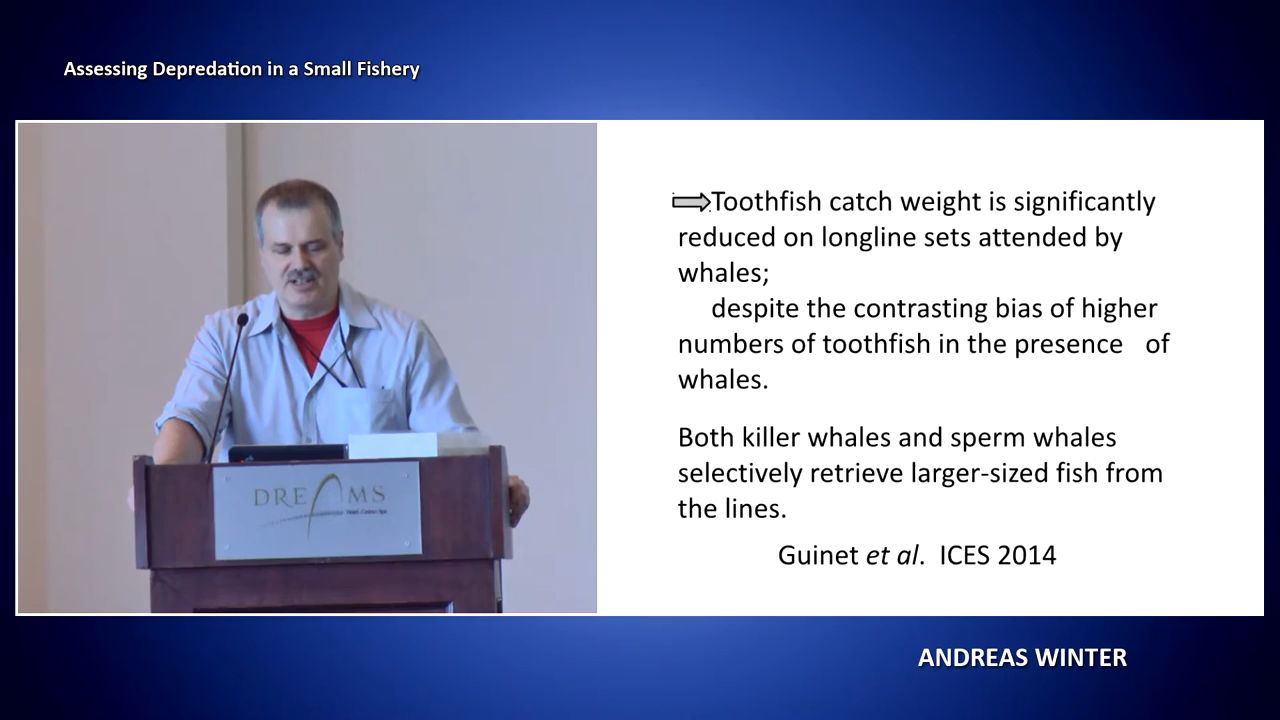 Assessing Depredation in a Small Fishery
Toothfish catch weight is significantly
reduced on longline sets attended by
whales;
despite the contrasting bias of higher
numbers of toothfish in the presence of
whales.
Both killer whales and sperm whales
selectively retrieve larger-sized fish from
the lines.
Guinet et al. ICES 2014
DREAMS
ANDREAS WINTER